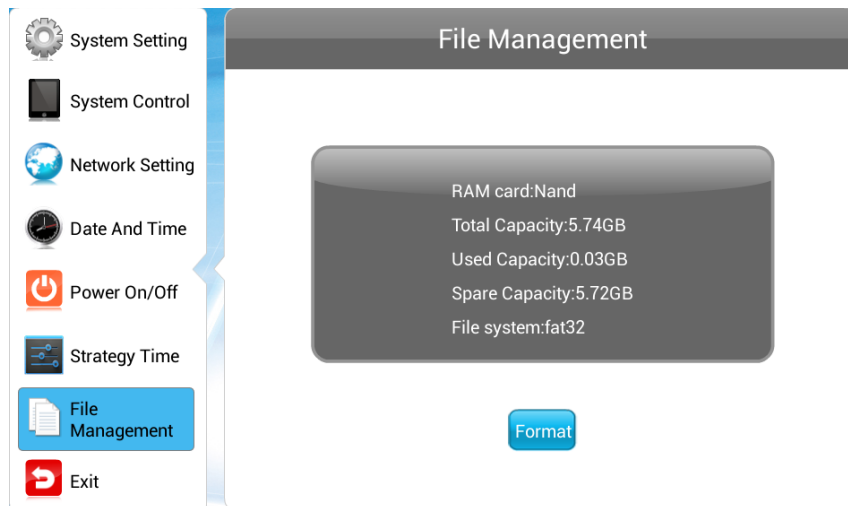 System Setting
System Control
Network Setting
Date And Time
Power On/Off
Strategy Time
File
Management
Exit
File Management
RAM card:Nand
Total Capacity:5.74GB
Used Capacity:0.03GB
Spare Capacity:5.72GB
File system:fat32
Format